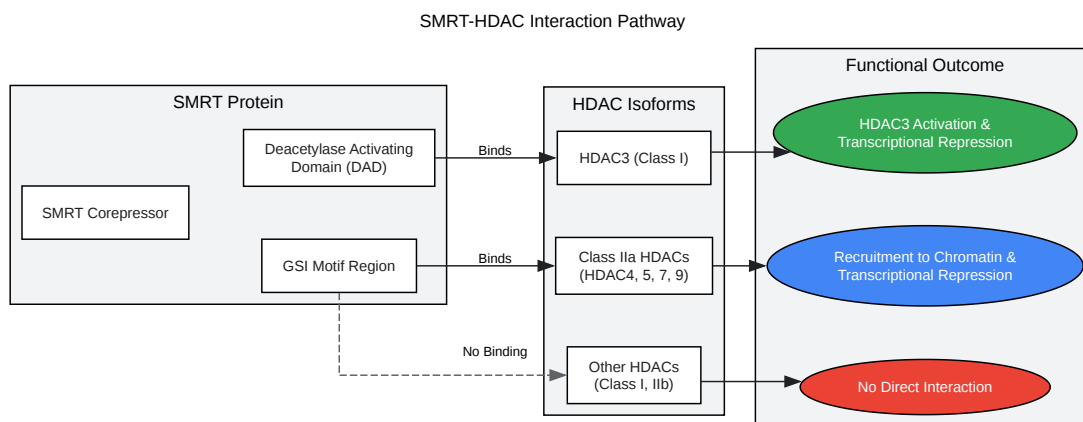 SMRT-HDAC Interaction Pathway
SMRT Protein
Deacetylase Activating
Domain (DAD)
SMRT Corepressor
GSI Motif Region
Binds
Binds
No Binding
HDAC Isoforms
HDAC3 (Class I)
Class IIa HDACs
(HDAC4, 5, 7, 9)
Other HDACs
(Class I, IIb)
Functional Outcome
HDAC3 Activation &
Transcriptional Repression
Recruitment to Chromatin &
Transcriptional Repression
No Direct Interaction